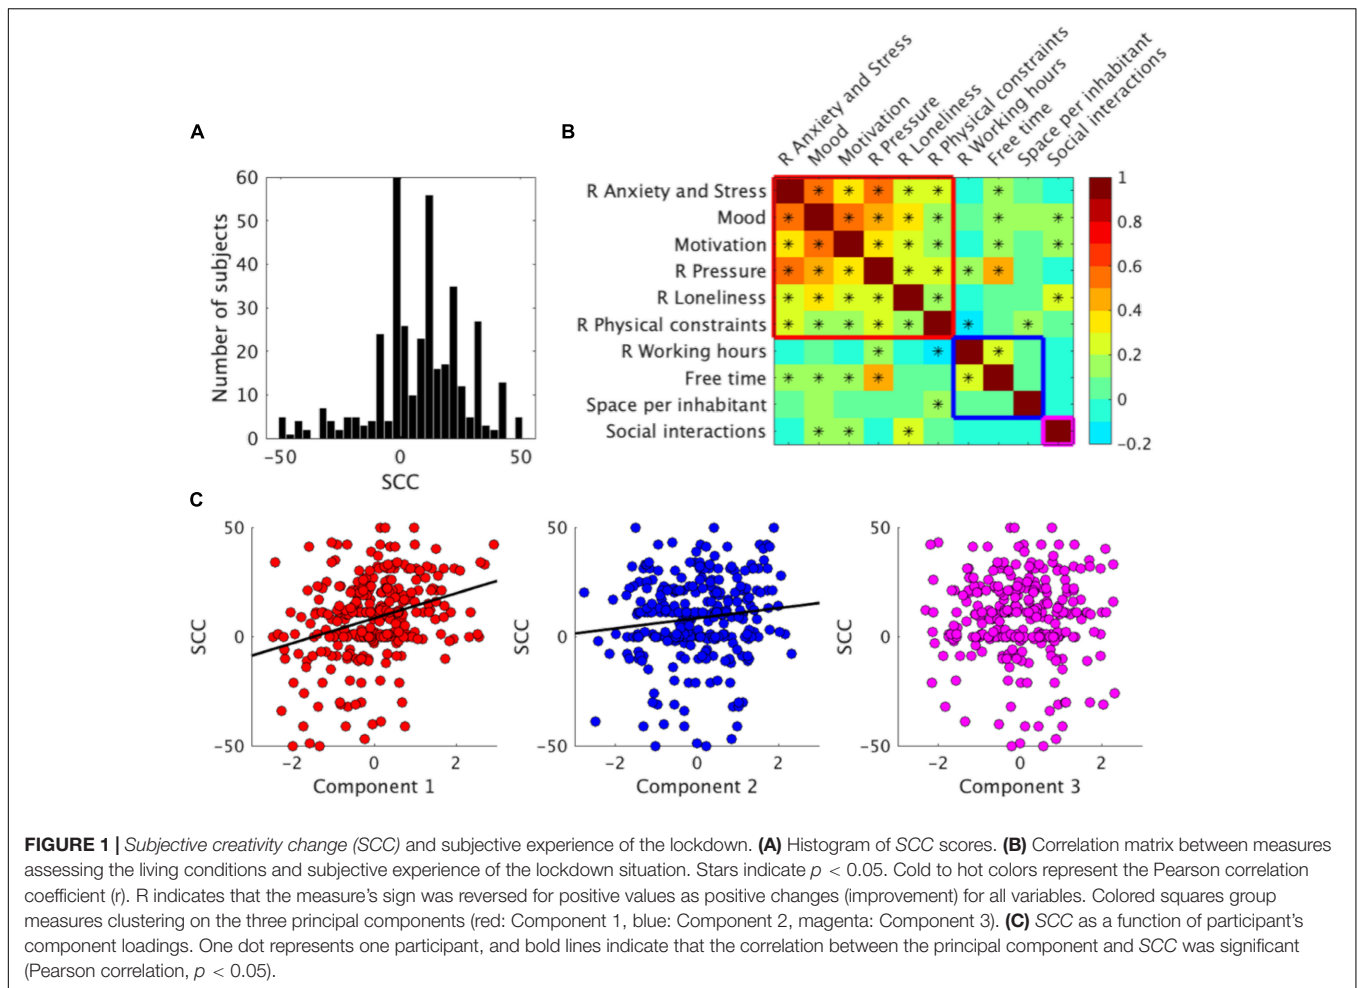 A
60
50
40
30
20
10
0
Number of subjects
−50
0
50
SCC
B
R Anxiety and Stress
Mood
Motivation
R Pressure
R Loneliness
R Physical constraints
R Working hours
Free time
Space per inhabitant
Social interactions
R Anxiety and Stress
Mood
Motivation
R Pressure
R Loneliness
R Physical constraints
R Working hours
Free time
Space per inhabitant
Social interactions
1
0.8
0.6
0.4
0.2
0
−0.2
C
50
0
−50
SCC
−2
0
2
Component 1
50
0
−50
SCC
−2
0
2
Component 2
50
0
−50
SCC
−2
0
2
Component 3
FIGURE 1 | Subjective creativity change (SCC) and subjective experience of the lockdown. (A) Histogram of SCC scores. (B) Correlation matrix between measures
assessing the living conditions and subjective experience of the lockdown situation. Stars indicate p < 0.05. Cold to hot colors represent the Pearson correlation
coefficient (r). R indicates that the measure's sign was reversed for positive values as positive changes (improvement) for all variables. Colored squares group
measures clustering on the three principal components (red: Component 1, blue: Component 2, magenta: Component 3). (C) SCC as a function of participant's
component loadings. One dot represents one participant, and bold lines indicate that the correlation between the principal component and SCC was significant
(Pearson correlation, p < 0.05).